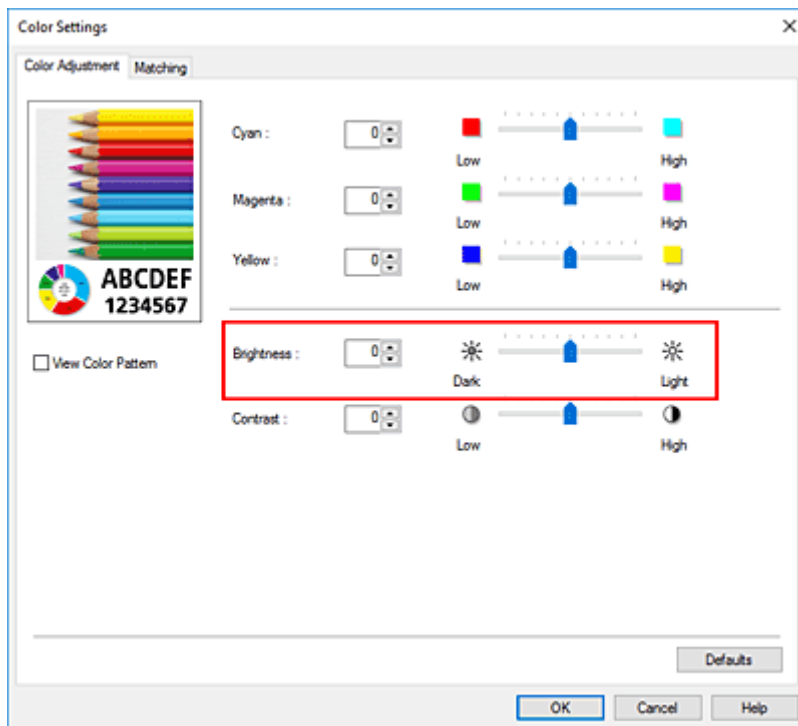 Color Settings
Color Adjustment Matching
Cyan : 0
Low High
Magenta : 0
Low High
Yellow : 0
Low High
ABCDEF
1234567
View Color Pattern
Brightness : 0
Dark Light
Contrast : 0
Low High
Defaults
OK Cancel Help